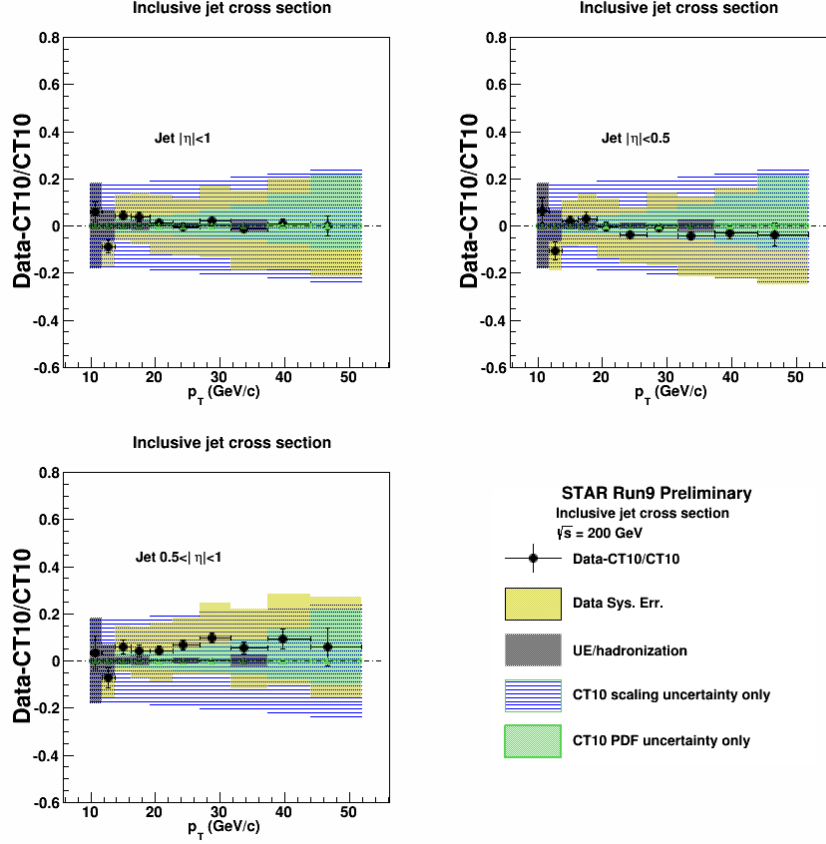 Inclusive jet cross section
Data-CT10/CT10
0.8
0.6
0.4
0.2
0
-0.2
-0.4
-0.6
Jet |η|<1
10 20 30 40 50
p_T (GeV/c)
Inclusive jet cross section
Data-CT10/CT10
0.8
0.6
0.4
0.2
0
-0.2
-0.4
-0.6
Jet |η|<0.5
10 20 30 40 50
p_T (GeV/c)
Inclusive jet cross section
Data-CT10/CT10
0.8
0.6
0.4
0.2
0
-0.2
-0.4
-0.6
Jet 0.5<| η|<1
10 20 30 40 50
p_T (GeV/c)
STAR Run9 Preliminary
Inclusive jet cross section
√s = 200 GeV
Data-CT10/CT10
Data Sys. Err.
UE/hadronization
CT10 scaling uncertainty only
CT10 PDF uncertainty only